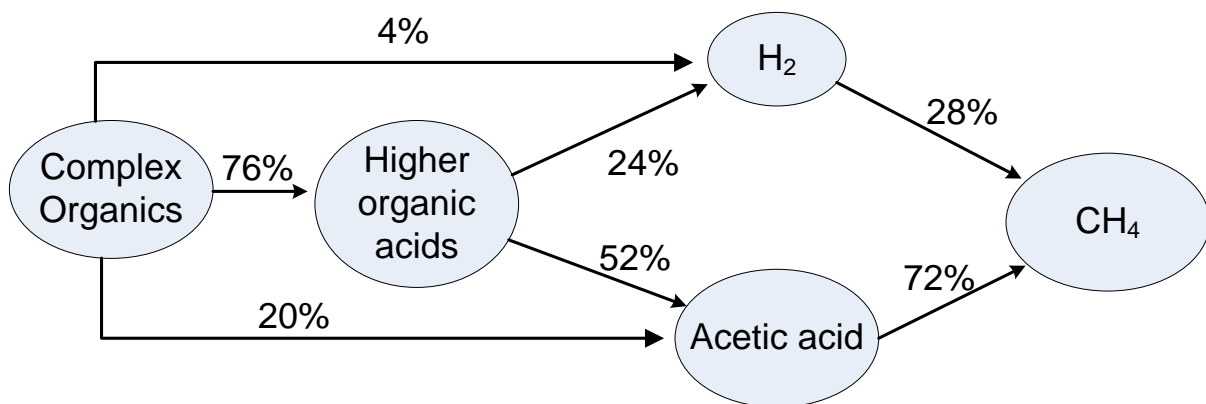 4%
H₂
28%
Complex
Organics
76%
Higher
organic
acids
24%
CH₄
52%
72%
20%
Acetic acid